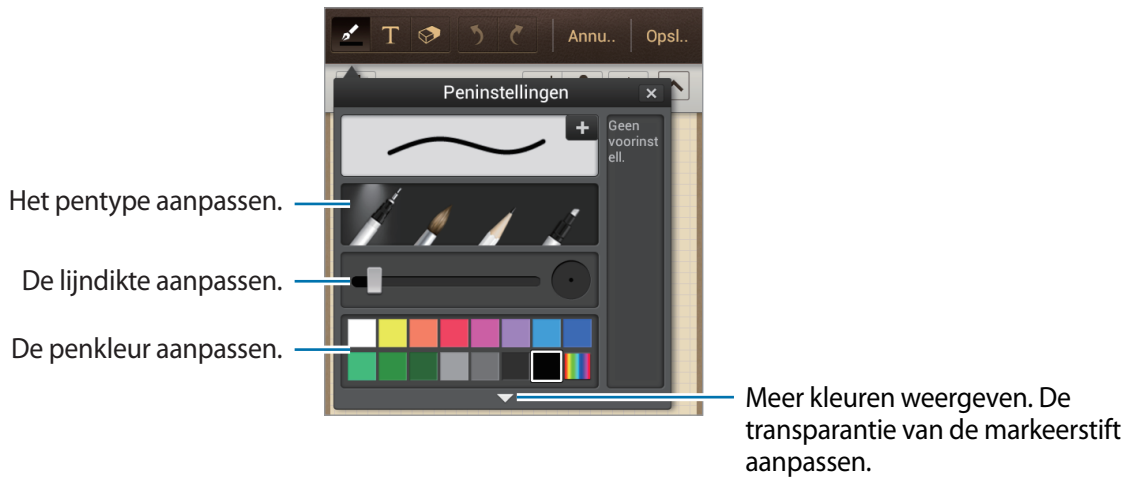 T
Annu..
Opsl..
Peninstellingen
Geen
voorinst
ell.
Het pentype aanpassen.
De lijndikte aanpassen.
De penkleur aanpassen.
Meer kleuren weergeven. De
transparantie van de markeerstift
aanpassen.